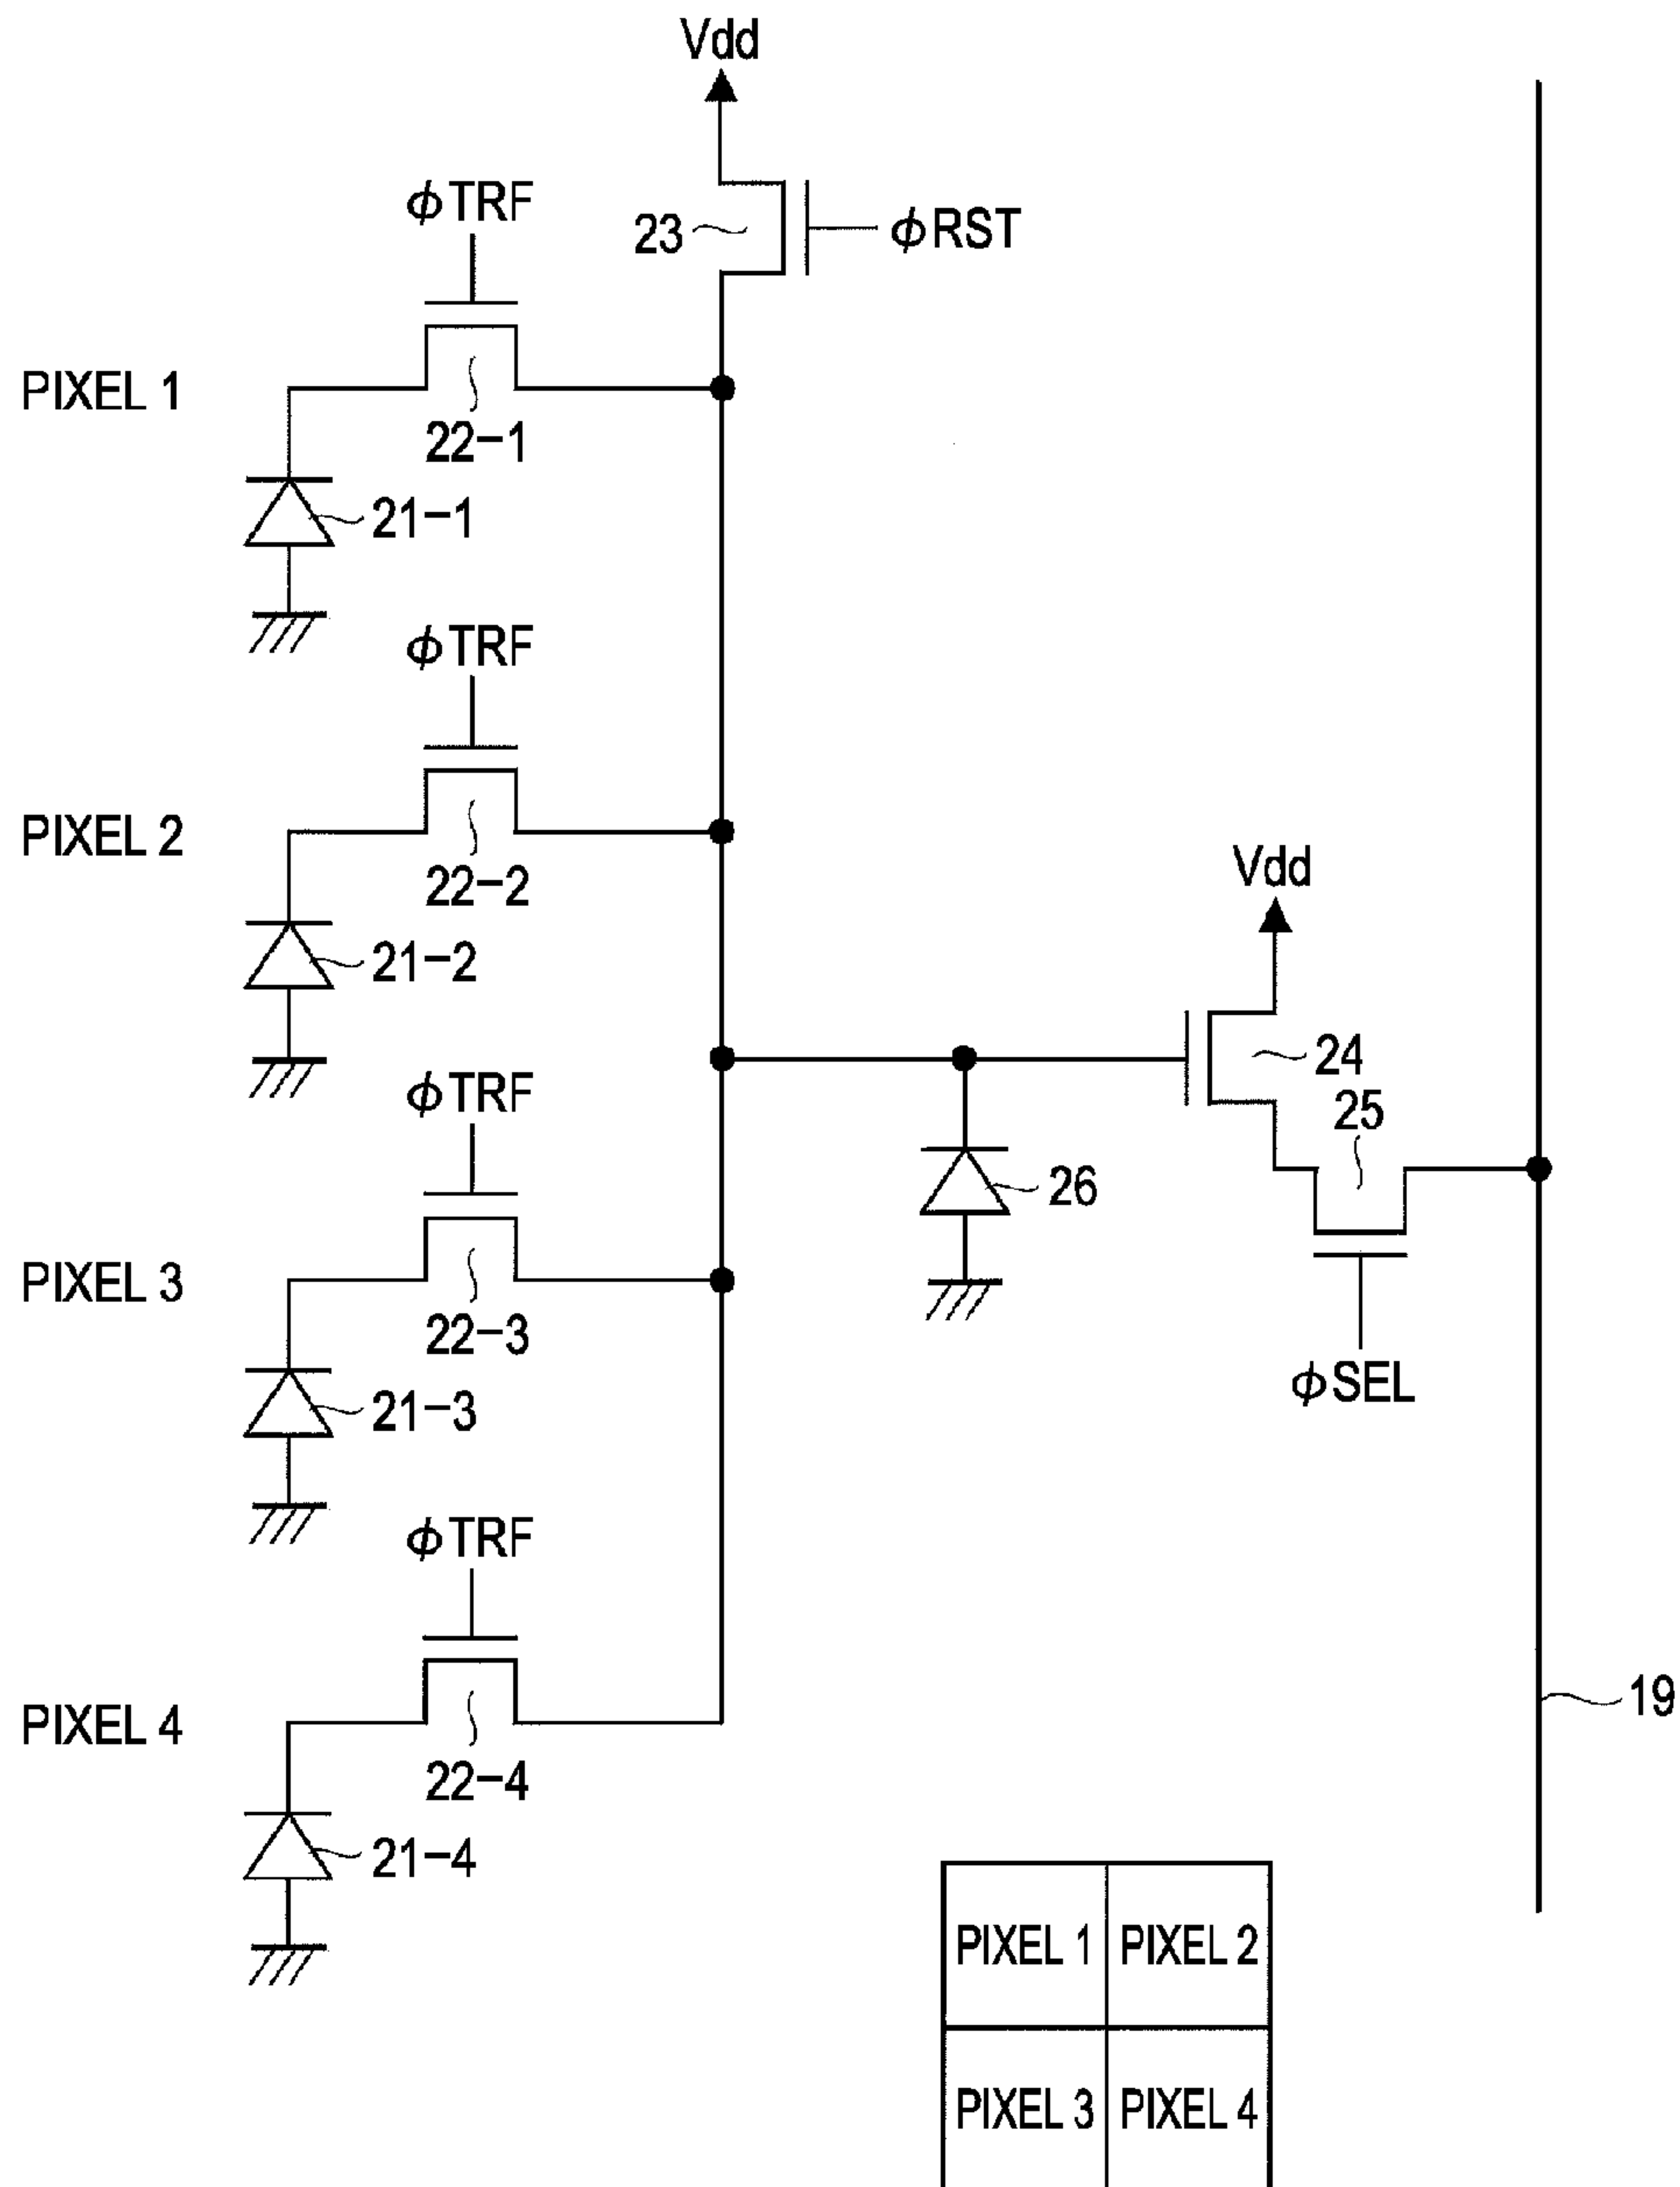 Vdd
φTRF
23
φRST
PIXEL 1
22-1
21-1
φTRF
PIXEL 2
22-2
Vdd
21-2
24
φTRF
25
26
PIXEL 3
22-3
φSEL
21-3
φTRF
19
PIXEL 4
22-4
21-4
PIXEL 1 PIXEL 2
PIXEL 3 PIXEL 4